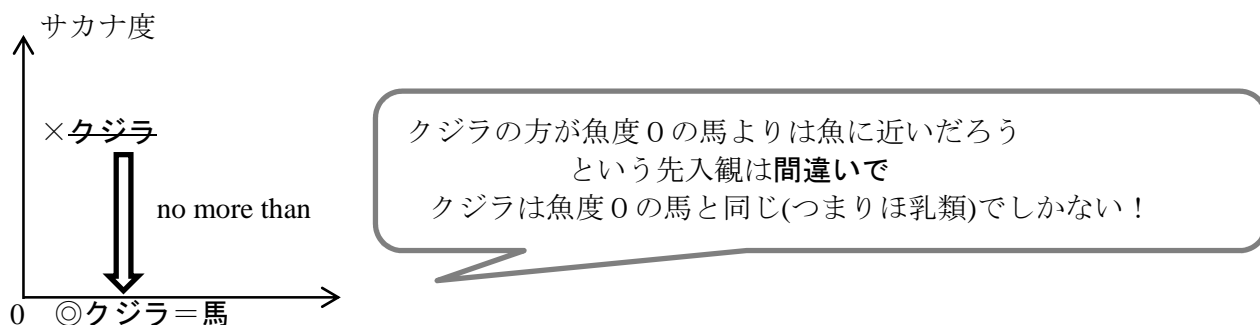 サカナ度
×クジラ
no more than
0 ◎クジラ＝馬
クジラの方が魚度０の馬よりは魚に近いだろう
という先入観は間違いで
クジラは魚度０の馬と同じ(つまりほ乳類)でしかない！